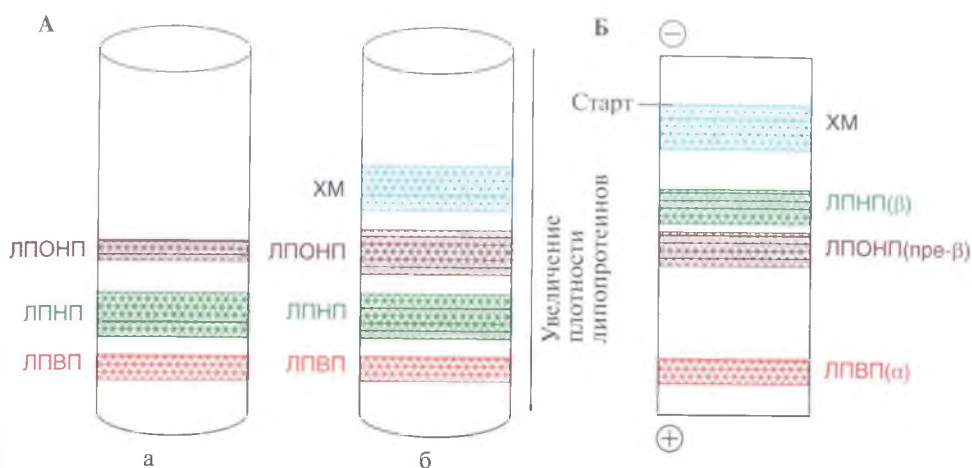 А
Б
⊖
Старт
ХМ
ХМ
ЛПОНП
ЛПНП
ЛПВП
ЛПОНП
ЛПНП
ЛПВП
Увеличение
плотности
липопротеинов
ЛПНП(β)
ЛПОНП(пре-β)
ЛПВП(α)
⊕
а
б